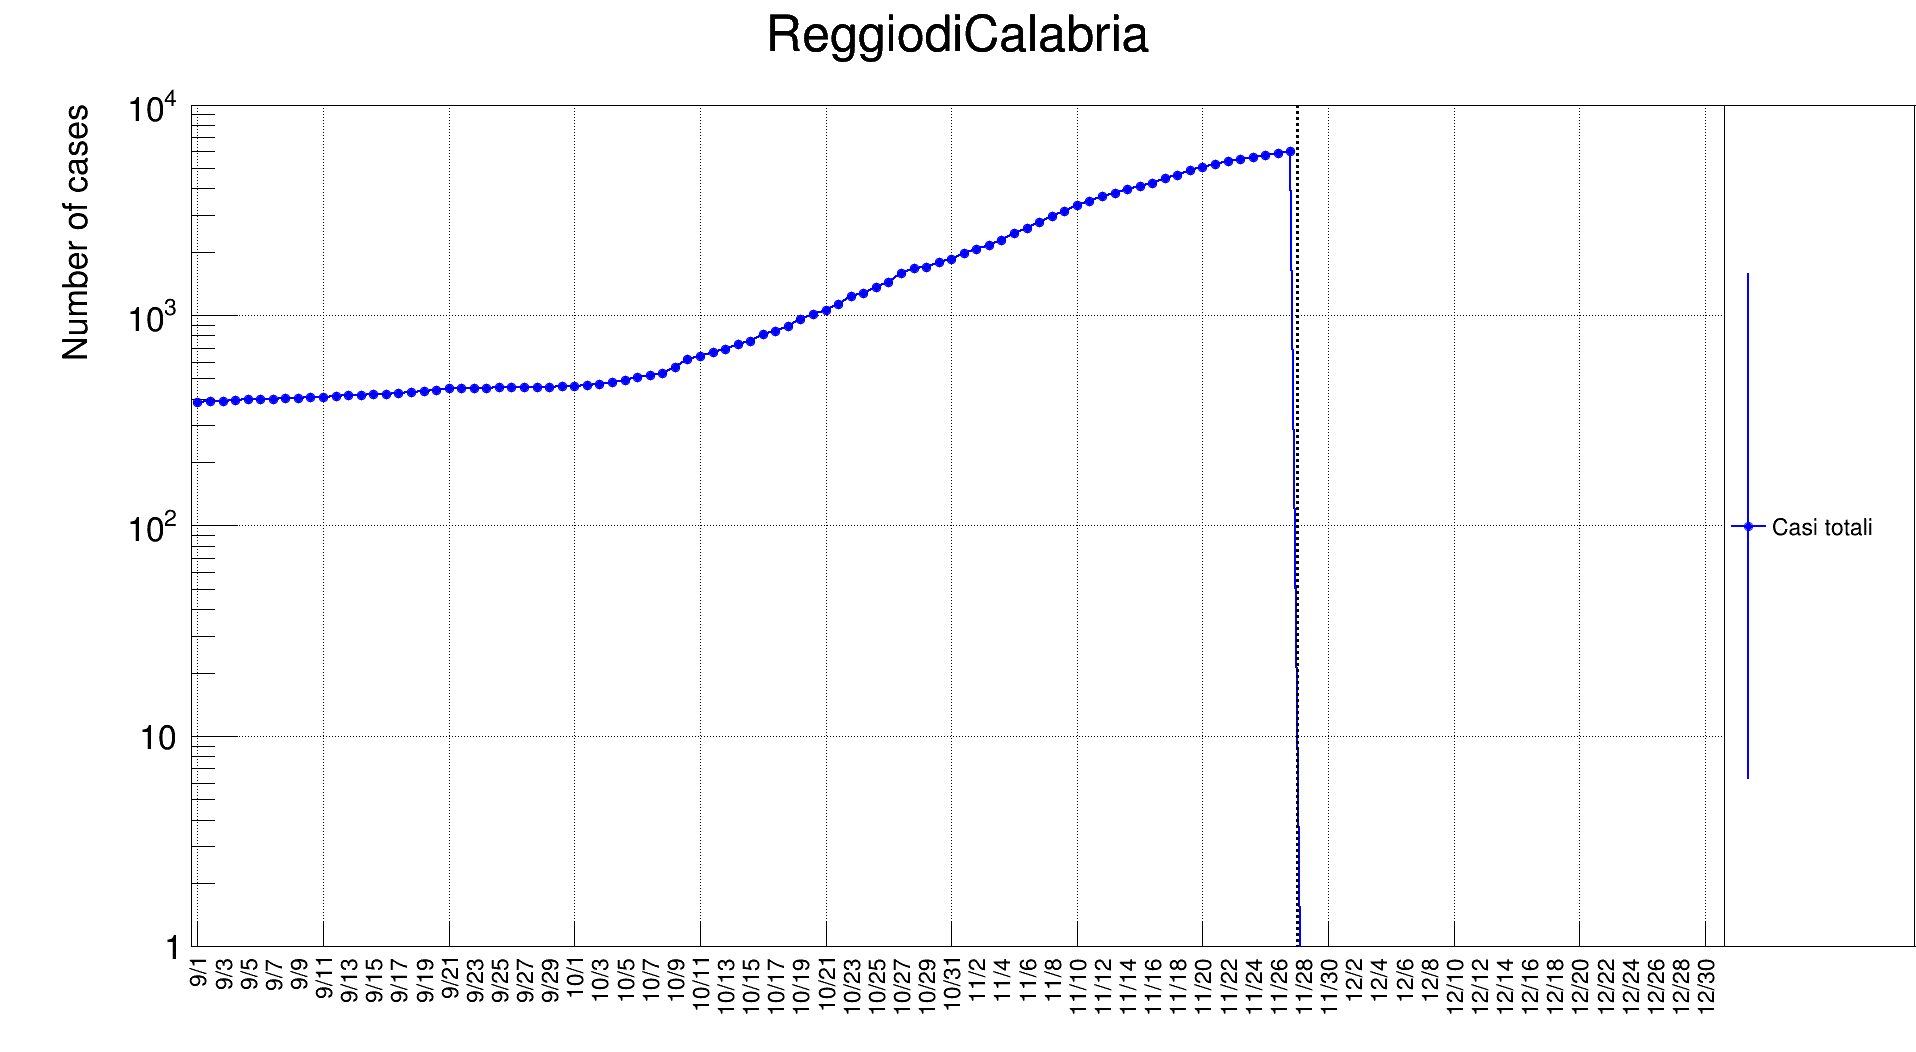 ReggiodiCalabria
Number of cases
10^4
10^3
10^2
10
1
9/1 9/3 9/5 9/7 9/9 9/11 9/13 9/15 9/17 9/19 9/21 9/23 9/25 9/27 9/29 10/1 10/3 10/5 10/7 10/9 10/11 10/13 10/15 10/17 10/19 10/21 10/23 10/25 10/27 10/29 10/31 11/2 11/4 11/6 11/8 11/10 11/12 11/14 11/16 11/18 11/20 11/22 11/24 11/26 11/28 11/30 12/2 12/4 12/6 12/8 12/10 12/12 12/14 12/16 12/18 12/20 12/22 12/24 12/26 12/28 12/30
Casi totali